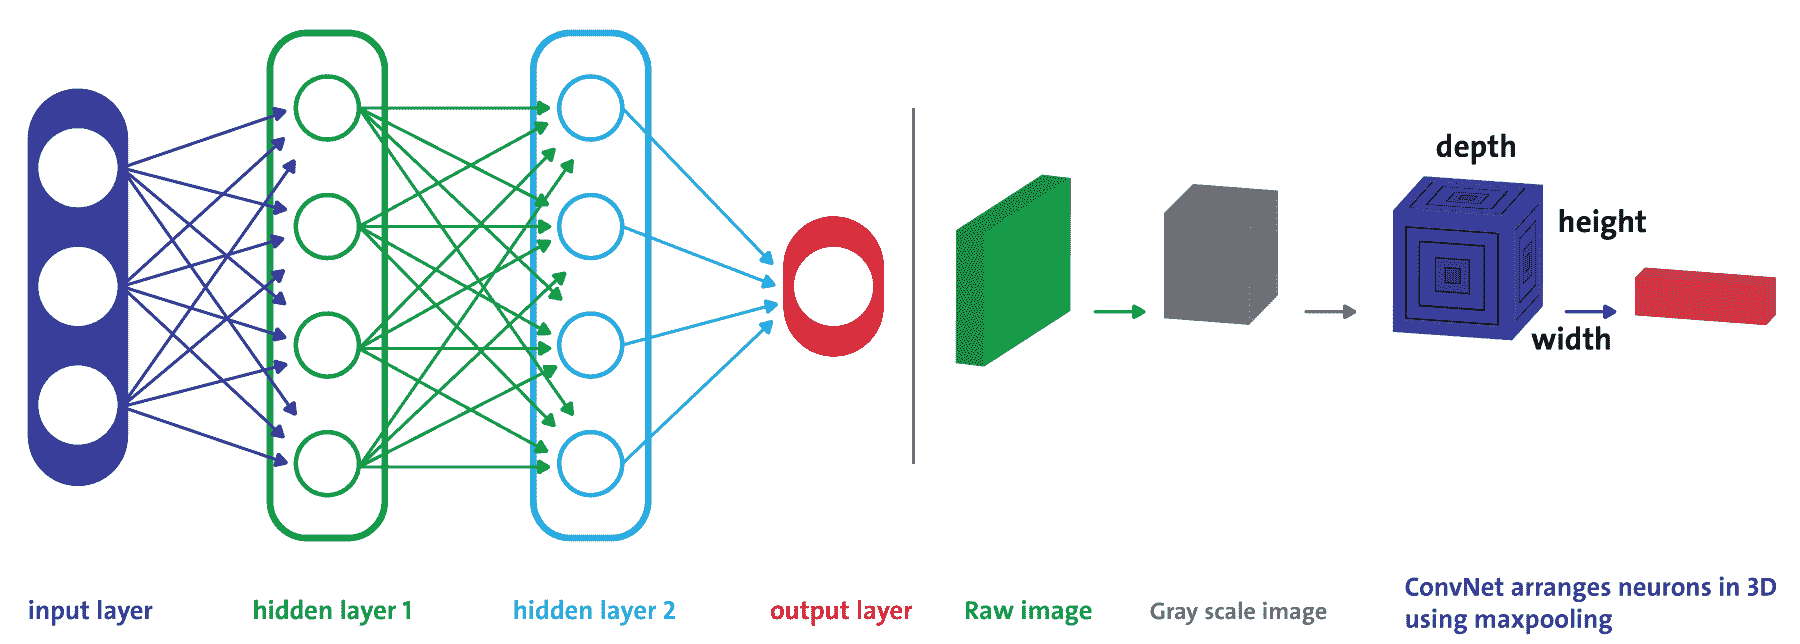 depth
height
width
input layer
hidden layer 1
hidden layer 2
output layer
Raw image
Gray scale image
ConvNet arranges neurons in 3D
using maxpooling